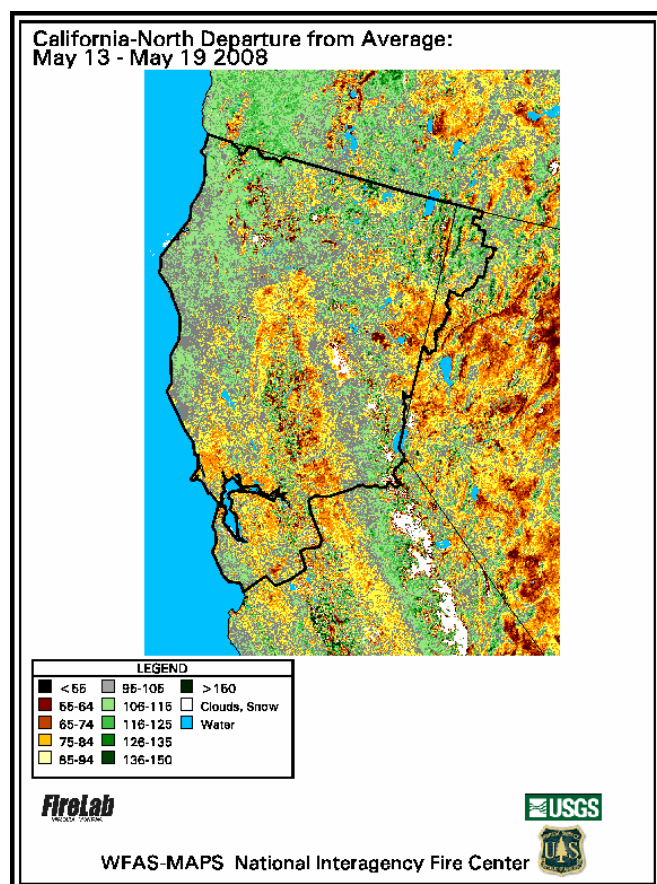 California-North Departure from Average:
May 13 - May 19 2008
LEGEND
<55 95-105 >150
55-64 106-115 Clouds, Snow
65-74 116-125 Water
75-84 126-135
85-94 136-150
FireLab
USGS
U S
WFAS-MAPS National Interagency Fire Center